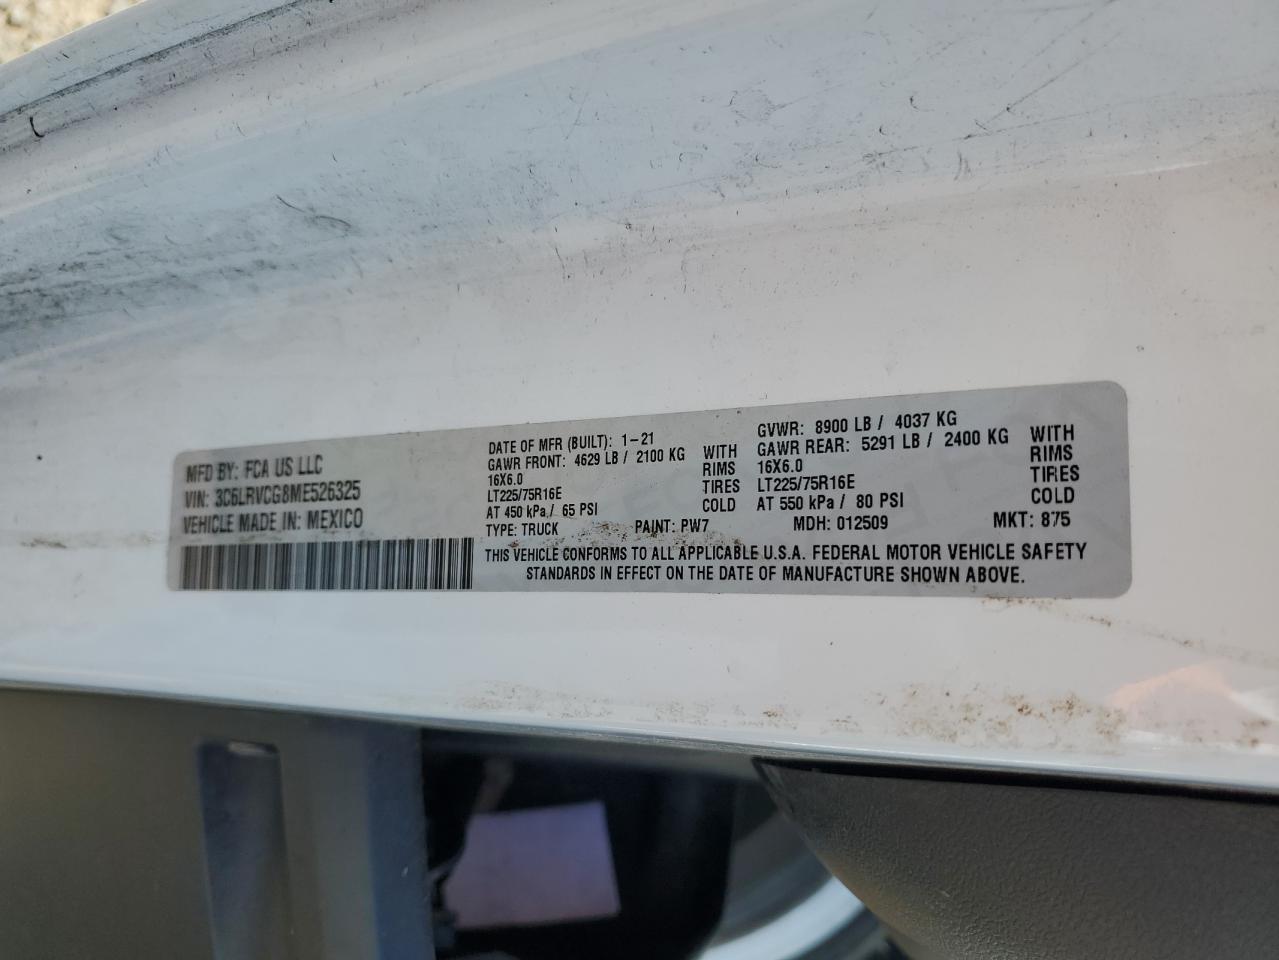 MFD BY: FCA US LLC
VIN: 3C6LRVCG8ME526325
VEHICLE MADE IN: MEXICO
DATE OF MFR (BUILT): 1-21
GAWR FRONT: 4629 LB / 2100 KG WITH
16X6.0 RIMS
LT225/75R16E TIRES
AT 450 kPa / 65 PSI COLD
GVWR: 8900 LB / 4037 KG
GAWR REAR: 5291 LB / 2400 KG WITH
16X6.0 RIMS
LT225/75R16E TIRES
AT 550 kPa / 80 PSI COLD
TYPE: TRUCK PAINT: PW7 MDH: 012509 MKT: 875
THIS VEHICLE CONFORMS TO ALL APPLICABLE U.S.A. FEDERAL MOTOR VEHICLE SAFETY
STANDARDS IN EFFECT ON THE DATE OF MANUFACTURE SHOWN ABOVE.